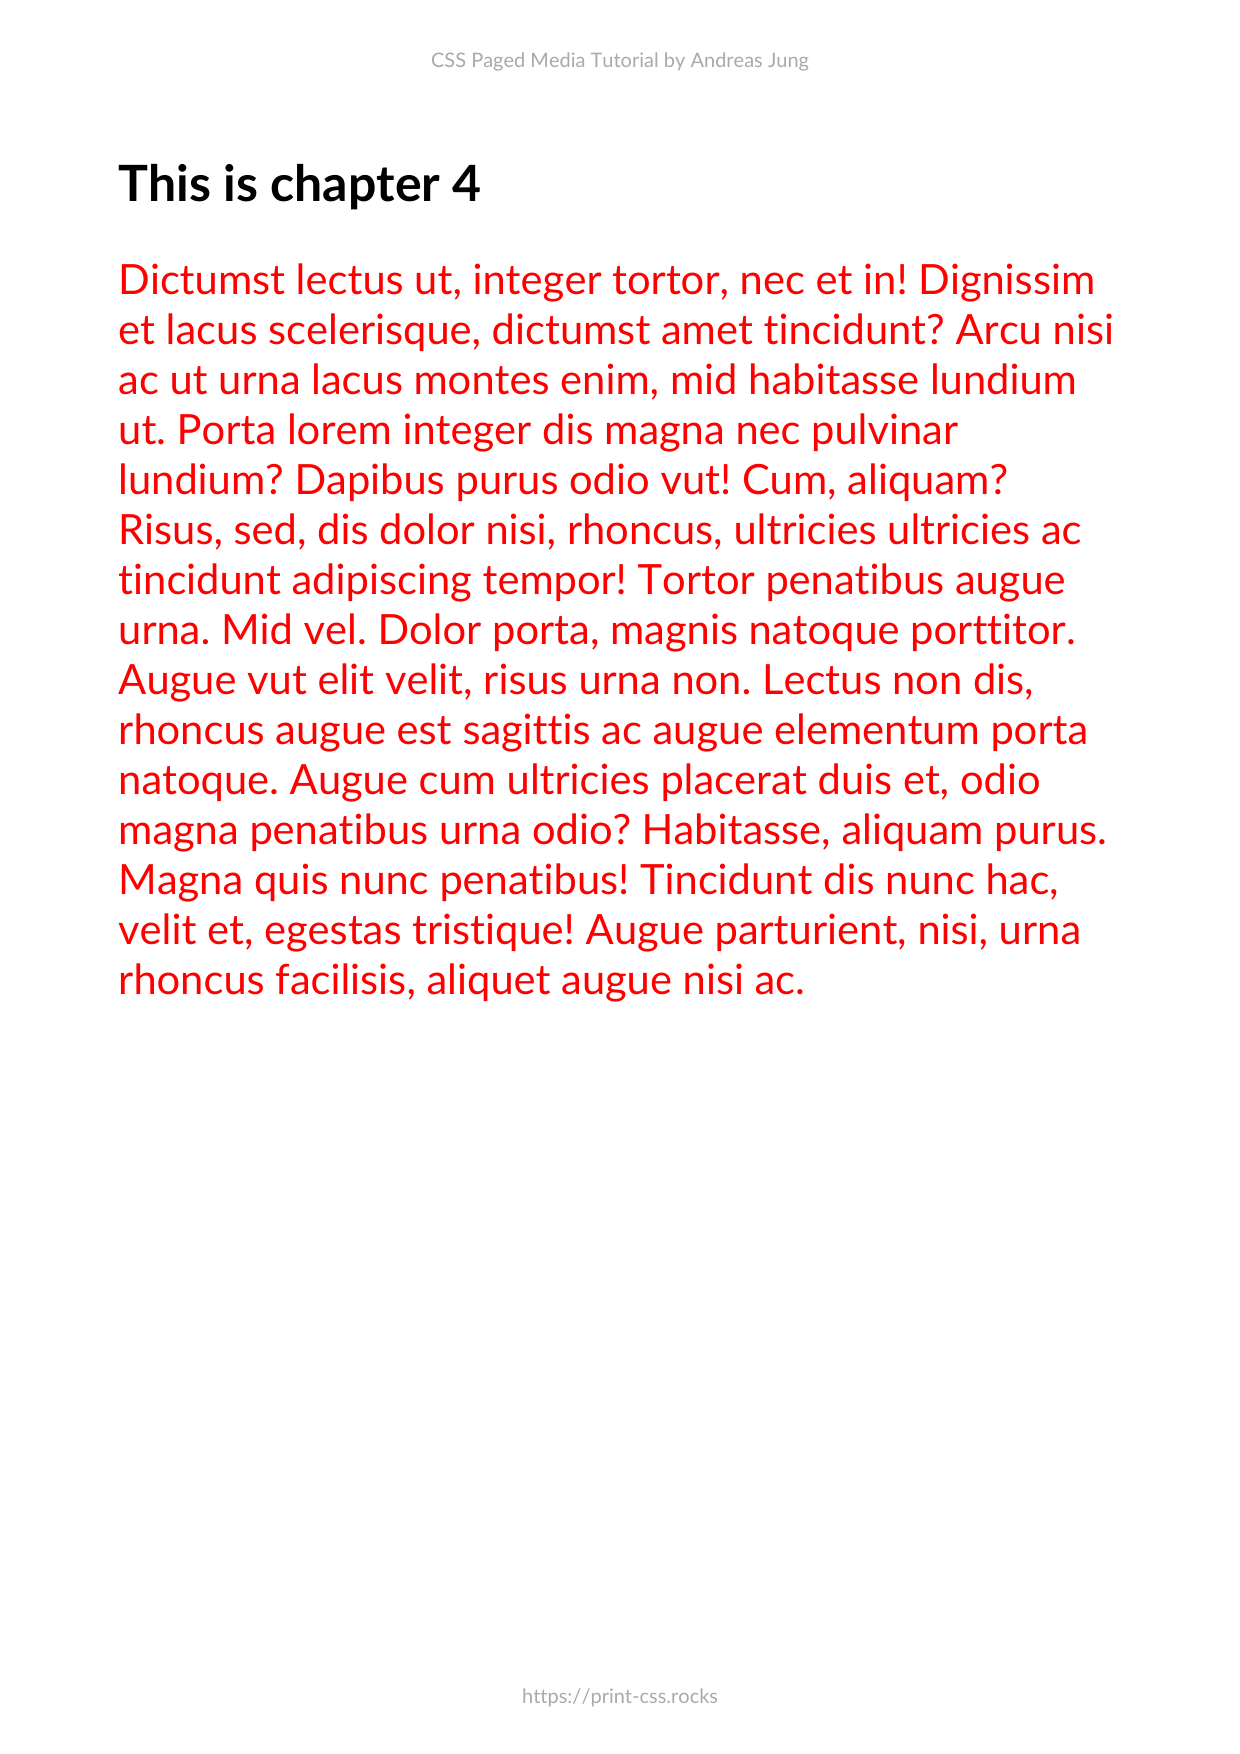 CSS Paged Media Tutorial by Andreas Jung
This is chapter 4
Dictumst lectus ut, integer tortor, nec et in! Dignissim
et lacus scelerisque, dictumst amet tincidunt? Arcu nisi
ac ut urna lacus montes enim, mid habitasse lundium
ut. Porta lorem integer dis magna nec pulvinar
lundium? Dapibus purus odio vut! Cum, aliquam?
Risus, sed, dis dolor nisi, rhoncus, ultricies ultricies ac
tincidunt adipiscing tempor! Tortor penatibus augue
urna. Mid vel. Dolor porta, magnis natoque porttitor.
Augue vut elit velit, risus urna non. Lectus non dis,
rhoncus augue est sagittis ac augue elementum porta
natoque. Augue cum ultricies placerat duis et, odio
magna penatibus urna odio? Habitasse, aliquam purus.
Magna quis nunc penatibus! Tincidunt dis nunc hac,
velit et, egestas tristique! Augue parturient, nisi, urna
rhoncus facilisis, aliquet augue nisi ac.
https://print-css.rocks